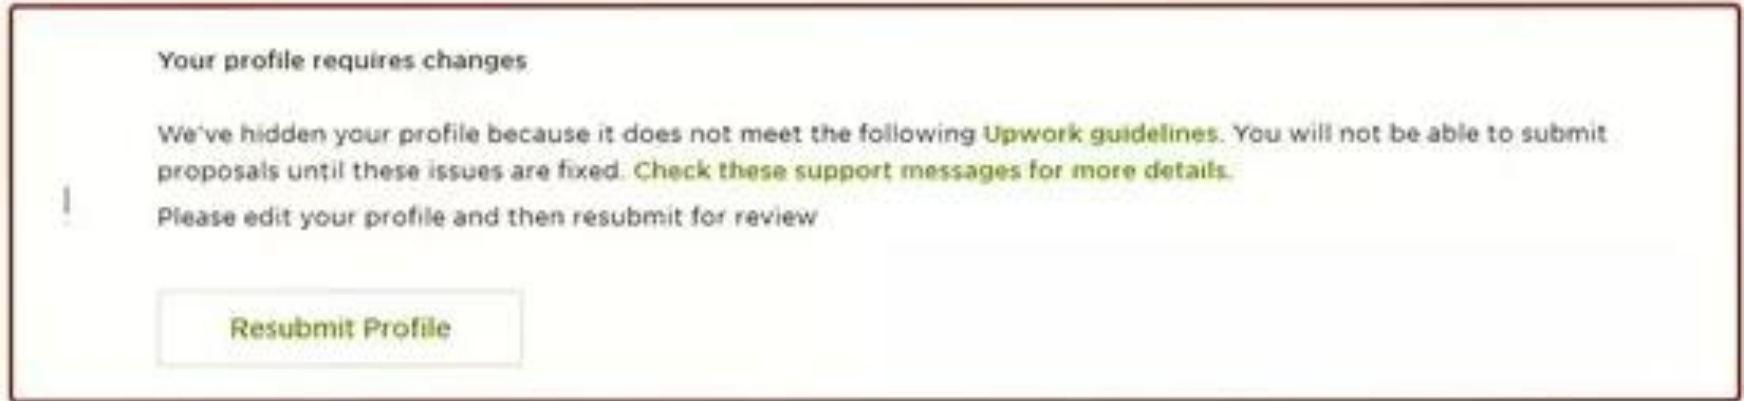 Your profile requires changes
We've hidden your profile because it does not meet the following Upwork guidelines. You will not be able to submit
proposals until these issues are fixed. Check these support messages for more details.
Please edit your profile and then resubmit for review
Resubmit Profile